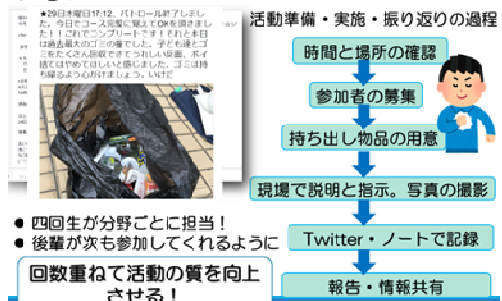 ★29日木曜日17:12、パトロール終了しまし
た。今日でコース完璧に覚えてOKを頂きまし
た！！これでコンプリートです！それと本日
は過去最大のゴミの量でした。子ども達とゴ
ミをたくさん回収できてうれしい反面、ポイ
捨てはやめてほしいと感じました。ゴミは持
ち帰るよう心がけましょう。いけだ
● 四回生が分野ごとに担当！
● 後輩が次も参加してくれるように
回数重ねて活動の質を向上
させる！
活動準備・実施・振り返りの過程
時間と場所の確認
参加者の募集
持ち出し物品の用意
現場で説明と指示。写真の撮影
Twitter・ノートで記録
報告・情報共有